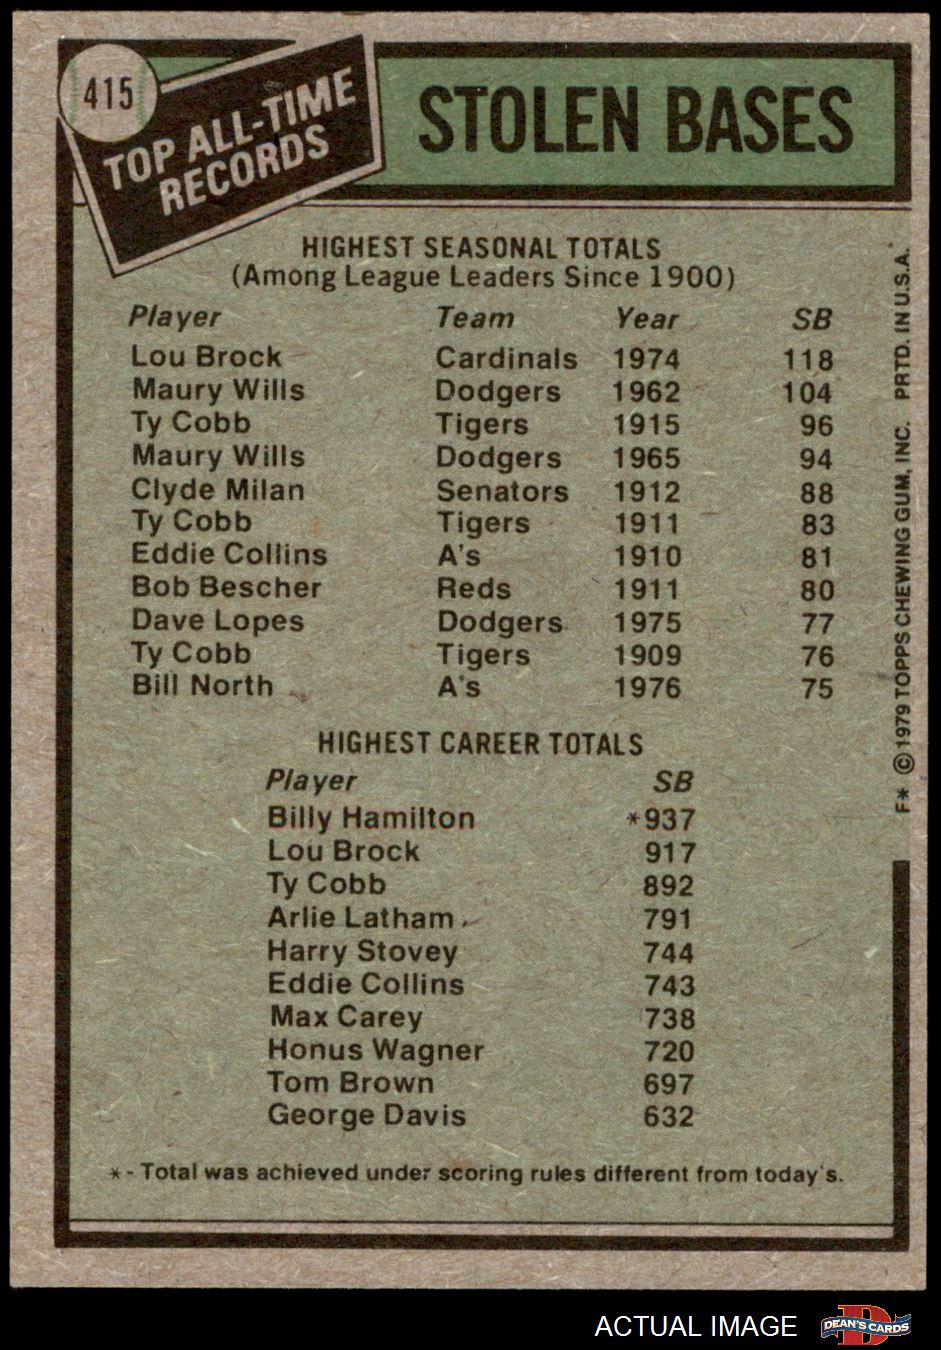 415
TOP ALL-TIME
RECORDS
STOLEN BASES
HIGHEST SEASONAL TOTALS
(Among League Leaders Since 1900)
Player Team Year SB
Lou Brock Cardinals 1974 118
Maury Wills Dodgers 1962 104
Ty Cobb Tigers 1915 96
Maury Wills Dodgers 1965 94
Clyde Milan Senators 1912 88
Ty Cobb Tigers 1911 83
Eddie Collins A's 1910 81
Bob Bescher Reds 1911 80
Dave Lopes Dodgers 1975 77
Ty Cobb Tigers 1909 76
Bill North A's 1976 75
HIGHEST CAREER TOTALS
Player SB
Billy Hamilton *937
Lou Brock 917
Ty Cobb 892
Arlie Latham 791
Harry Stovey 744
Eddie Collins 743
Max Carey 738
Honus Wagner 720
Tom Brown 697
George Davis 632
*- Total was achieved under scoring rules different from today's.
F* © 1979 TOPPS CHEWING GUM, INC. PRTD. IN U.S.A.
ACTUAL IMAGE
D
DEAN'S CARDS